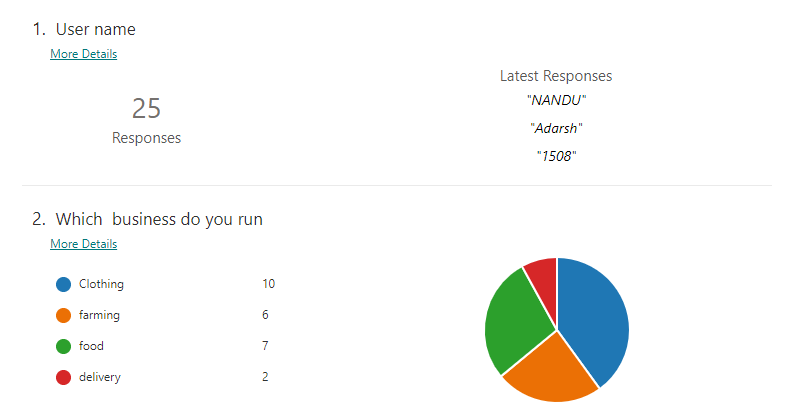 1. User name
More Details
25
Responses
Latest Responses
"NANDU"
"Adarsh"
"1508"
2. Which business do you run
More Details
Clothing 10
farming 6
food 7
delivery 2